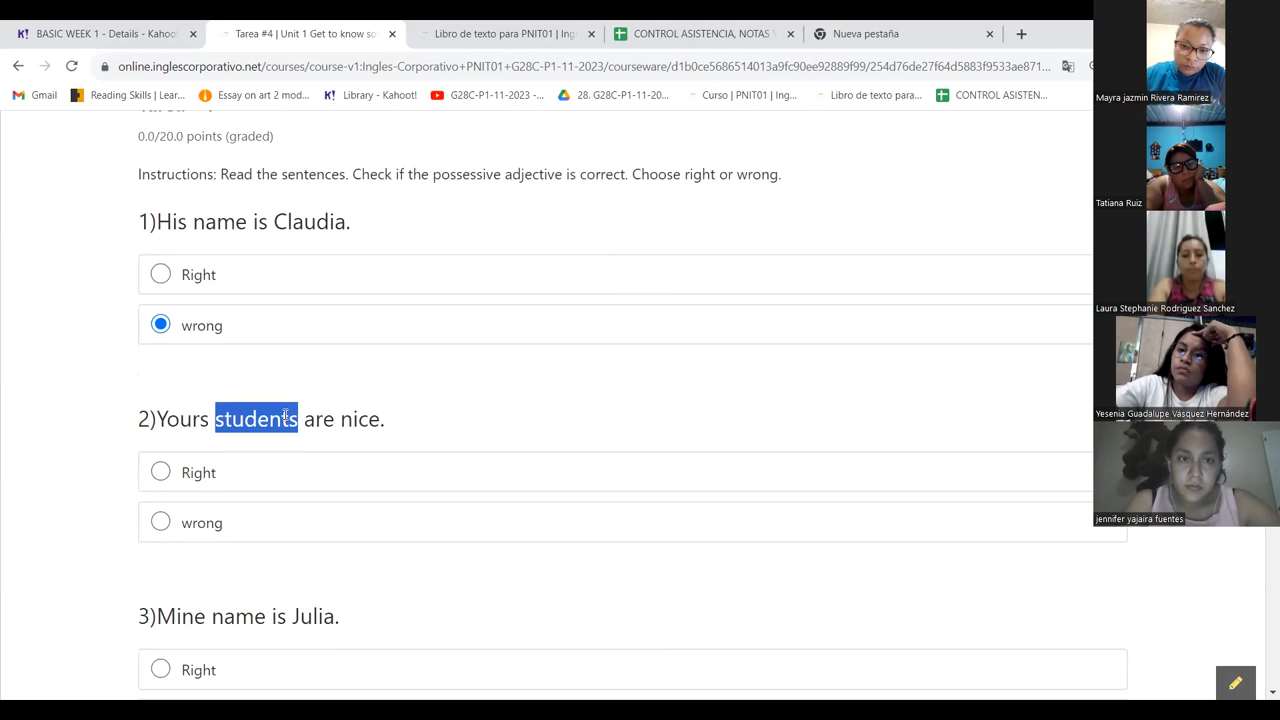 BASIC WEEK 1 - Details - Kahoo
Tarea #4 | Unit 1 Get to know so
Libro de texto para PNIT01 | Ing
CONTROL ASISTENCIA, NOTAS Y
Nueva pestaña
online.inglescorporativo.net/courses/course-v1:Ingles-Corporativo+PNIT01+G28C-P1-11-2023/courseware/d1b0ce5686514013a9fc90ee92889f99/254d76de27f64d5883f9533ae871...
Gmail
Reading Skills | Lear...
Essay on art 2 mod...
Library - Kahoot!
G28C-P1-11-2023 -...
28. G28C-P1-11-20...
Curso | PNIT01 | Ing...
Libro de texto para...
CONTROL ASISTEN...
0.0/20.0 points (graded)
Instructions: Read the sentences. Check if the possessive adjective is correct. Choose right or wrong.
1)His name is Claudia.
Right
wrong
2)Yours students are nice.
Right
wrong
3)Mine name is Julia.
Right
Mayra jazmin Rivera Ramirez
Tatiana Ruiz
Laura Stephanie Rodriguez Sanchez
Yesenia Guadalupe Vásquez Hernández
jennifer yajaira fuentes